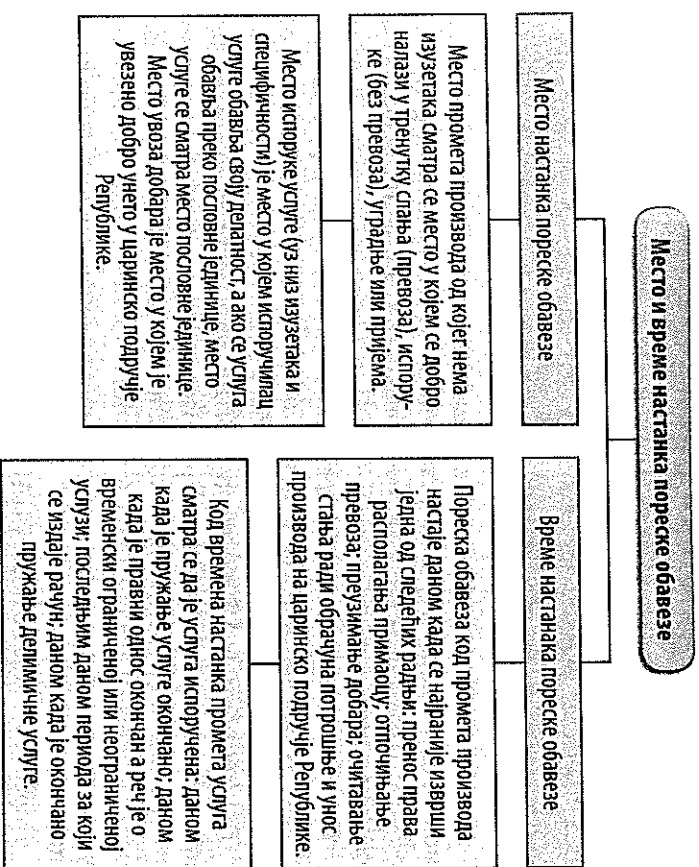 Место и време настанка пореске обавезе
Место настанка пореске обавезе
Место промета производа од којег нема
изузетака сматра се место у којем се добро
налази у тренутку слања (превоза), испору-
ке (без превоза), уградње или пријема.
Место испоруке услуге (уз низ изузетака и
специфичности) је место у којем испоручилац
услуге обавља своју делатност, а ако се услуга
обавља преко пословне јединице, место
услуге се сматра место пословне јединице.
Место увоза добара је место у којем је
увезено добро унето у царинско подручје
Републике.
Време настанака пореске обавезе
Пореска обавеза код промета производа
настаје даном када се најраније изврши
једна од следећих радњи: пренос права
располагања примаоцу; отпочињање
превоза; преузимање добара; очитавање
стања ради обрачуна потрошње и унос
производа на царинско подручје Републике.
Код времена настанка промета услуга
сматра се да је услуга испоручена: даном
када је пружање услуге окончано; даном
када је правни однос окончан а реч је о
временски ограниченој или неограниченој
услузи; последњим даном периода за који
се издаје рачун; даном када је окончано
пружање делимичне услуге.